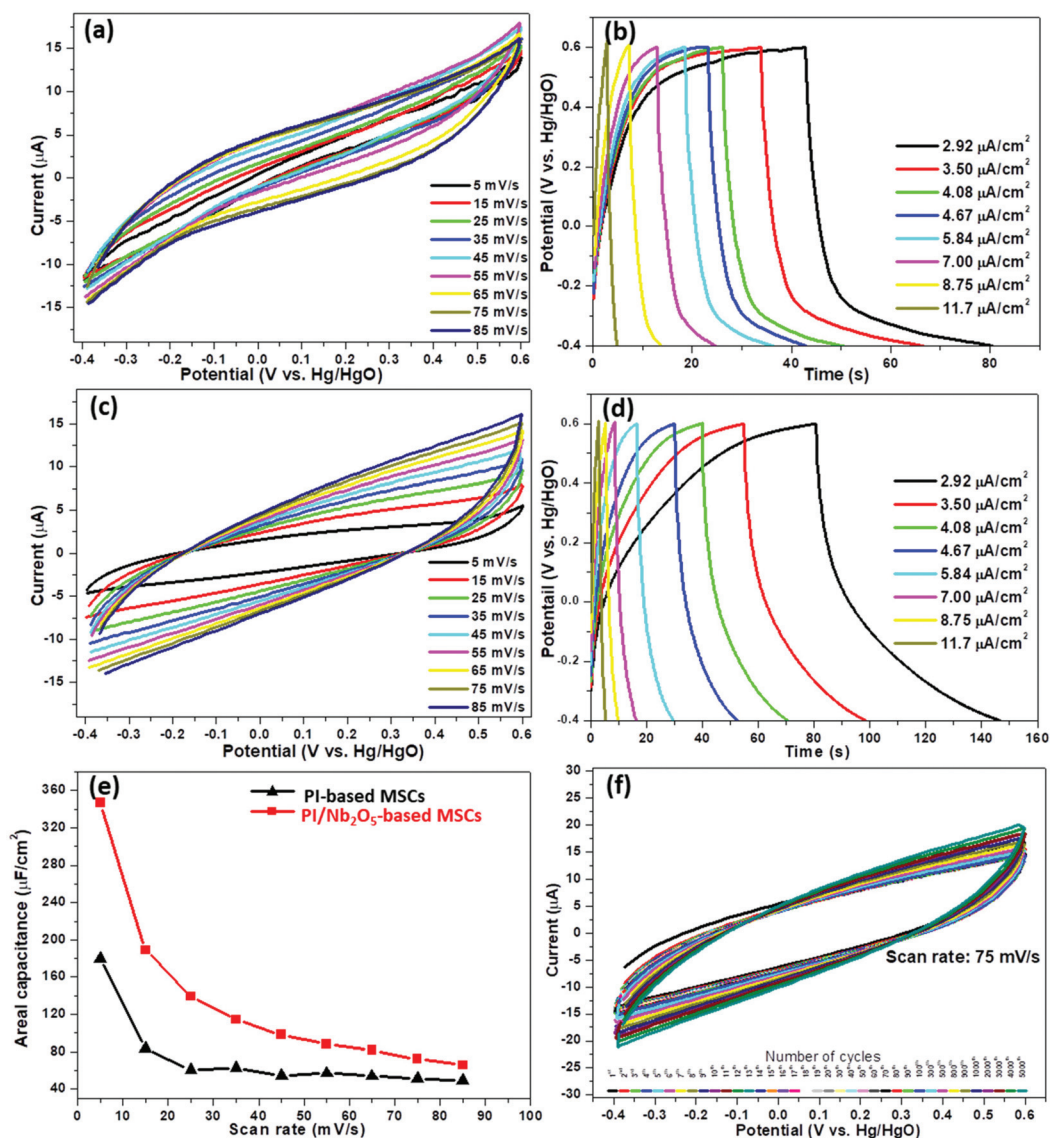 (a)
Current (μA)
15
10
5
0
-5
-10
-15
-0.4 -0.3 -0.2 -0.1 0.0 0.1 0.2 0.3 0.4 0.5 0.6
Potential (V vs. Hg/HgO)
5 mV/s
15 mV/s
25 mV/s
35 mV/s
45 mV/s
55 mV/s
65 mV/s
75 mV/s
85 mV/s
(b)
Potential (V vs. Hg/HgO)
0.6
0.4
0.2
0.0
-0.2
-0.4
0 10 20 30 40 50 60 70 80
Time (s)
2.92 μA/cm²
3.50 μA/cm²
4.08 μA/cm²
4.67 μA/cm²
5.84 μA/cm²
7.00 μA/cm²
8.75 μA/cm²
11.7 μA/cm²
(c)
Current (μA)
15
10
5
0
-5
-10
-15
-0.4 -0.3 -0.2 -0.1 0.0 0.1 0.2 0.3 0.4 0.5 0.6
Potential (V vs. Hg/HgO)
5 mV/s
15 mV/s
25 mV/s
35 mV/s
45 mV/s
55 mV/s
65 mV/s
75 mV/s
85 mV/s
(d)
Potentail (V vs. Hg/HgO)
0.6
0.4
0.2
0.0
-0.2
-0.4
0 20 40 60 80 100 120 140 160
Time (s)
2.92 μA/cm²
3.50 μA/cm²
4.08 μA/cm²
4.67 μA/cm²
5.84 μA/cm²
7.00 μA/cm²
8.75 μA/cm²
11.7 μA/cm²
(e)
PI-based MSCs
PI/Nb₂O₅-based MSCs
Areal capacitance (μF/cm²)
360
320
280
240
200
160
120
80
40
0 10 20 30 40 50 60 70 80 90 100
Scan rate (mV/s)
(f)
Current (μA)
30
25
20
15
10
5
0
-5
-10
-15
-20
-25
-30
Scan rate: 75 mV/s
Number of cycles
-0.4 -0.3 -0.2 -0.1 0.0 0.1 0.2 0.3 0.4 0.5 0.6
Potential (V vs. Hg/HgO)